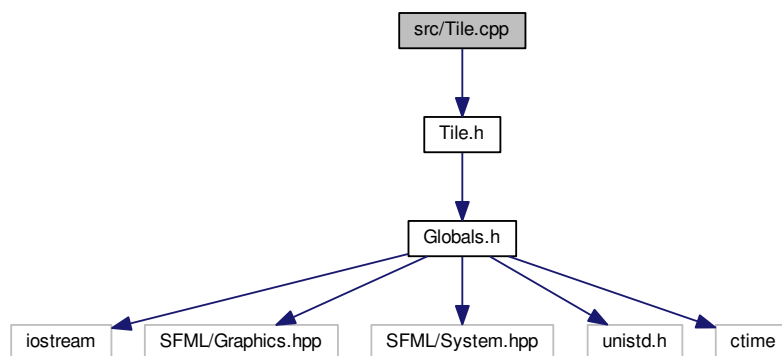 src/Tile.cpp
Tile.h
Globals.h
iostream
SFML/Graphics.hpp
SFML/System.hpp
unistd.h
ctime